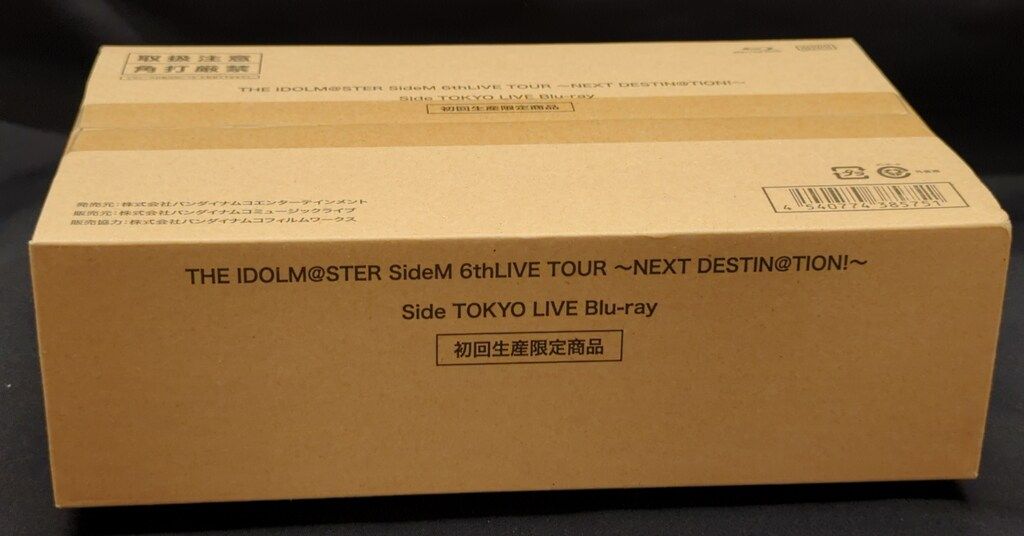 取扱注意
角打厳禁
THE IDOLM@STER SideM 6thLIVE TOUR ～NEXT DESTIN@TION!～
Side TOKYO LIVE Blu-ray
初回生産限定商品
発売元：株式会社バンダイナムコエンターテインメント
販売元：株式会社バンダイナムコミュージックライブ
販売協力：株式会社バンダイナムコフィルムワークス
4 540774 385751
THE IDOLM@STER SideM 6thLIVE TOUR ～NEXT DESTIN@TION!～
Side TOKYO LIVE Blu-ray
初回生産限定商品